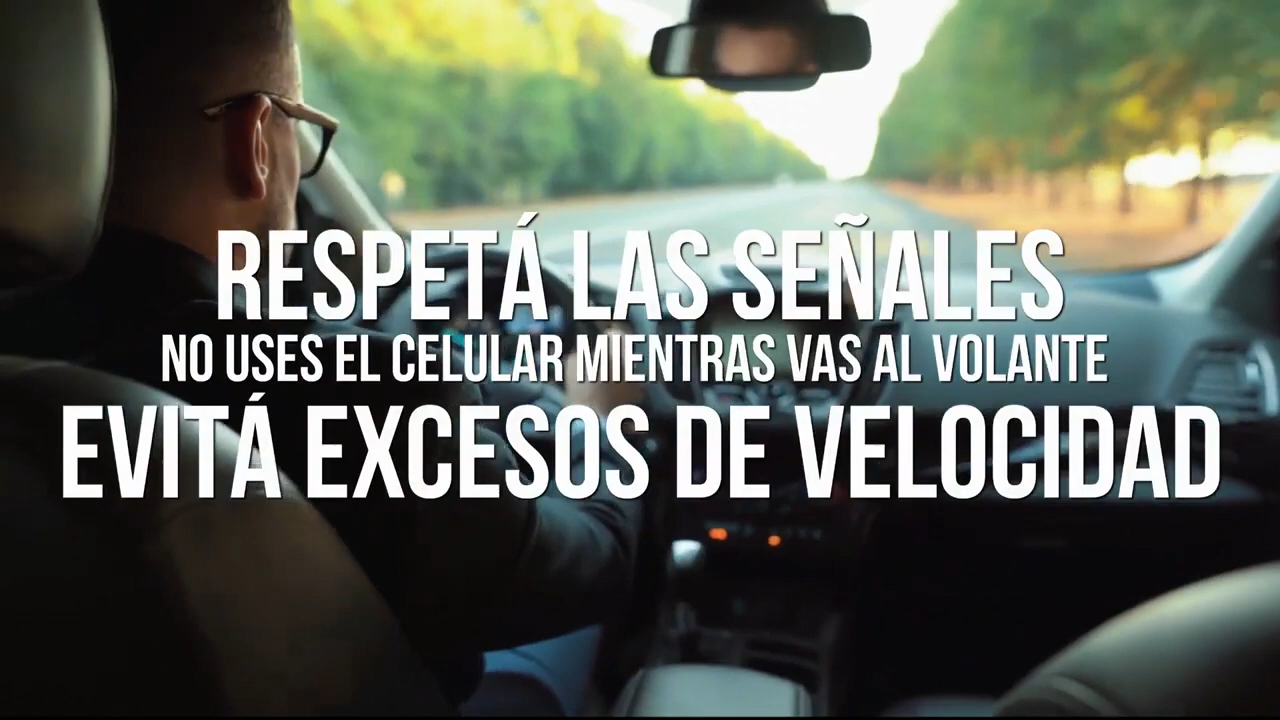 RESPETÁ LAS SEÑALES
NO USES EL CELULAR MIENTRAS VAS AL VOLANTE
EVITÁ EXCESOS DE VELOCIDAD